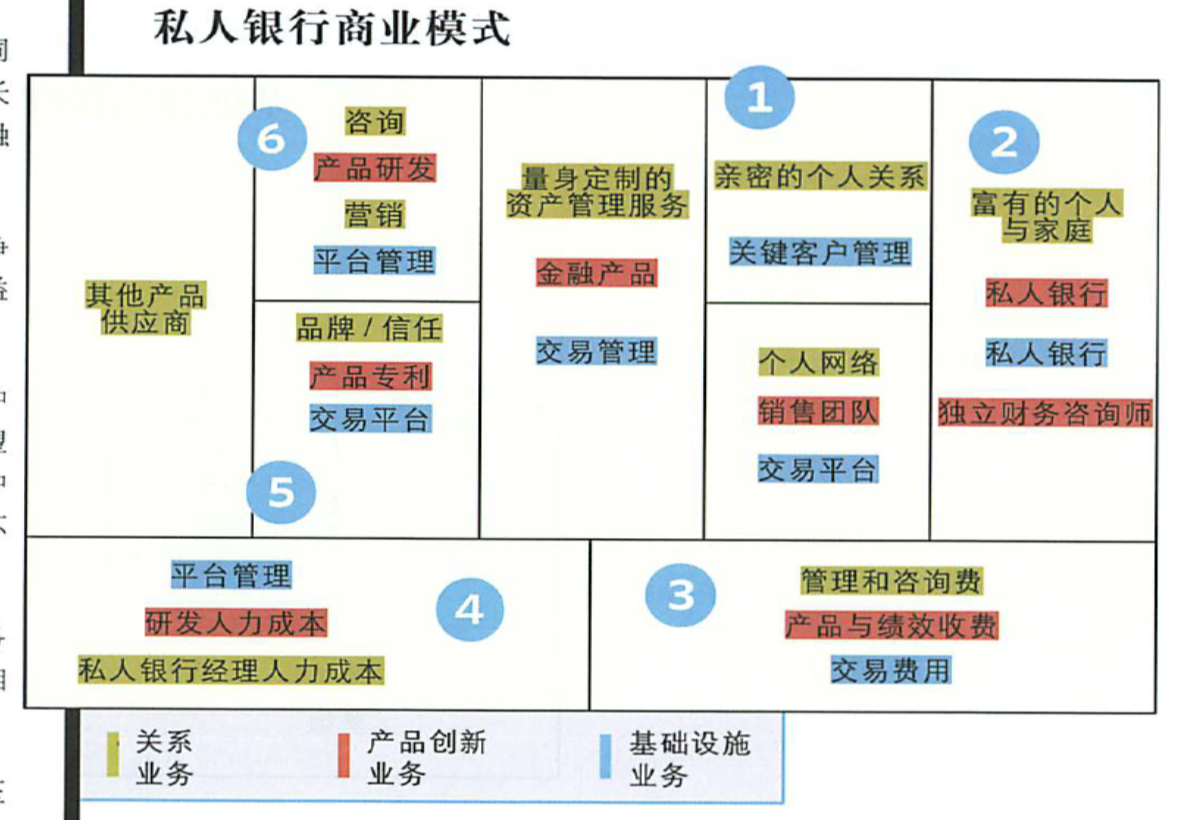 私人银行商业模式
其他产品
供应商
6
咨询
产品研发
营销
平台管理
品牌 / 信任
产品专利
交易平台
5
量身定制的
资产管理服务
金融产品
交易管理
1
亲密的个人关系
关键客户管理
个人网络
销售团队
交易平台
2
富有的个人
与家庭
私人银行
私人银行
独立财务咨询师
平台管理
研发人力成本
私人银行经理人力成本
4
3
管理和咨询费
产品与绩效收费
交易费用
关系
业务
产品创新
业务
基础设施
业务